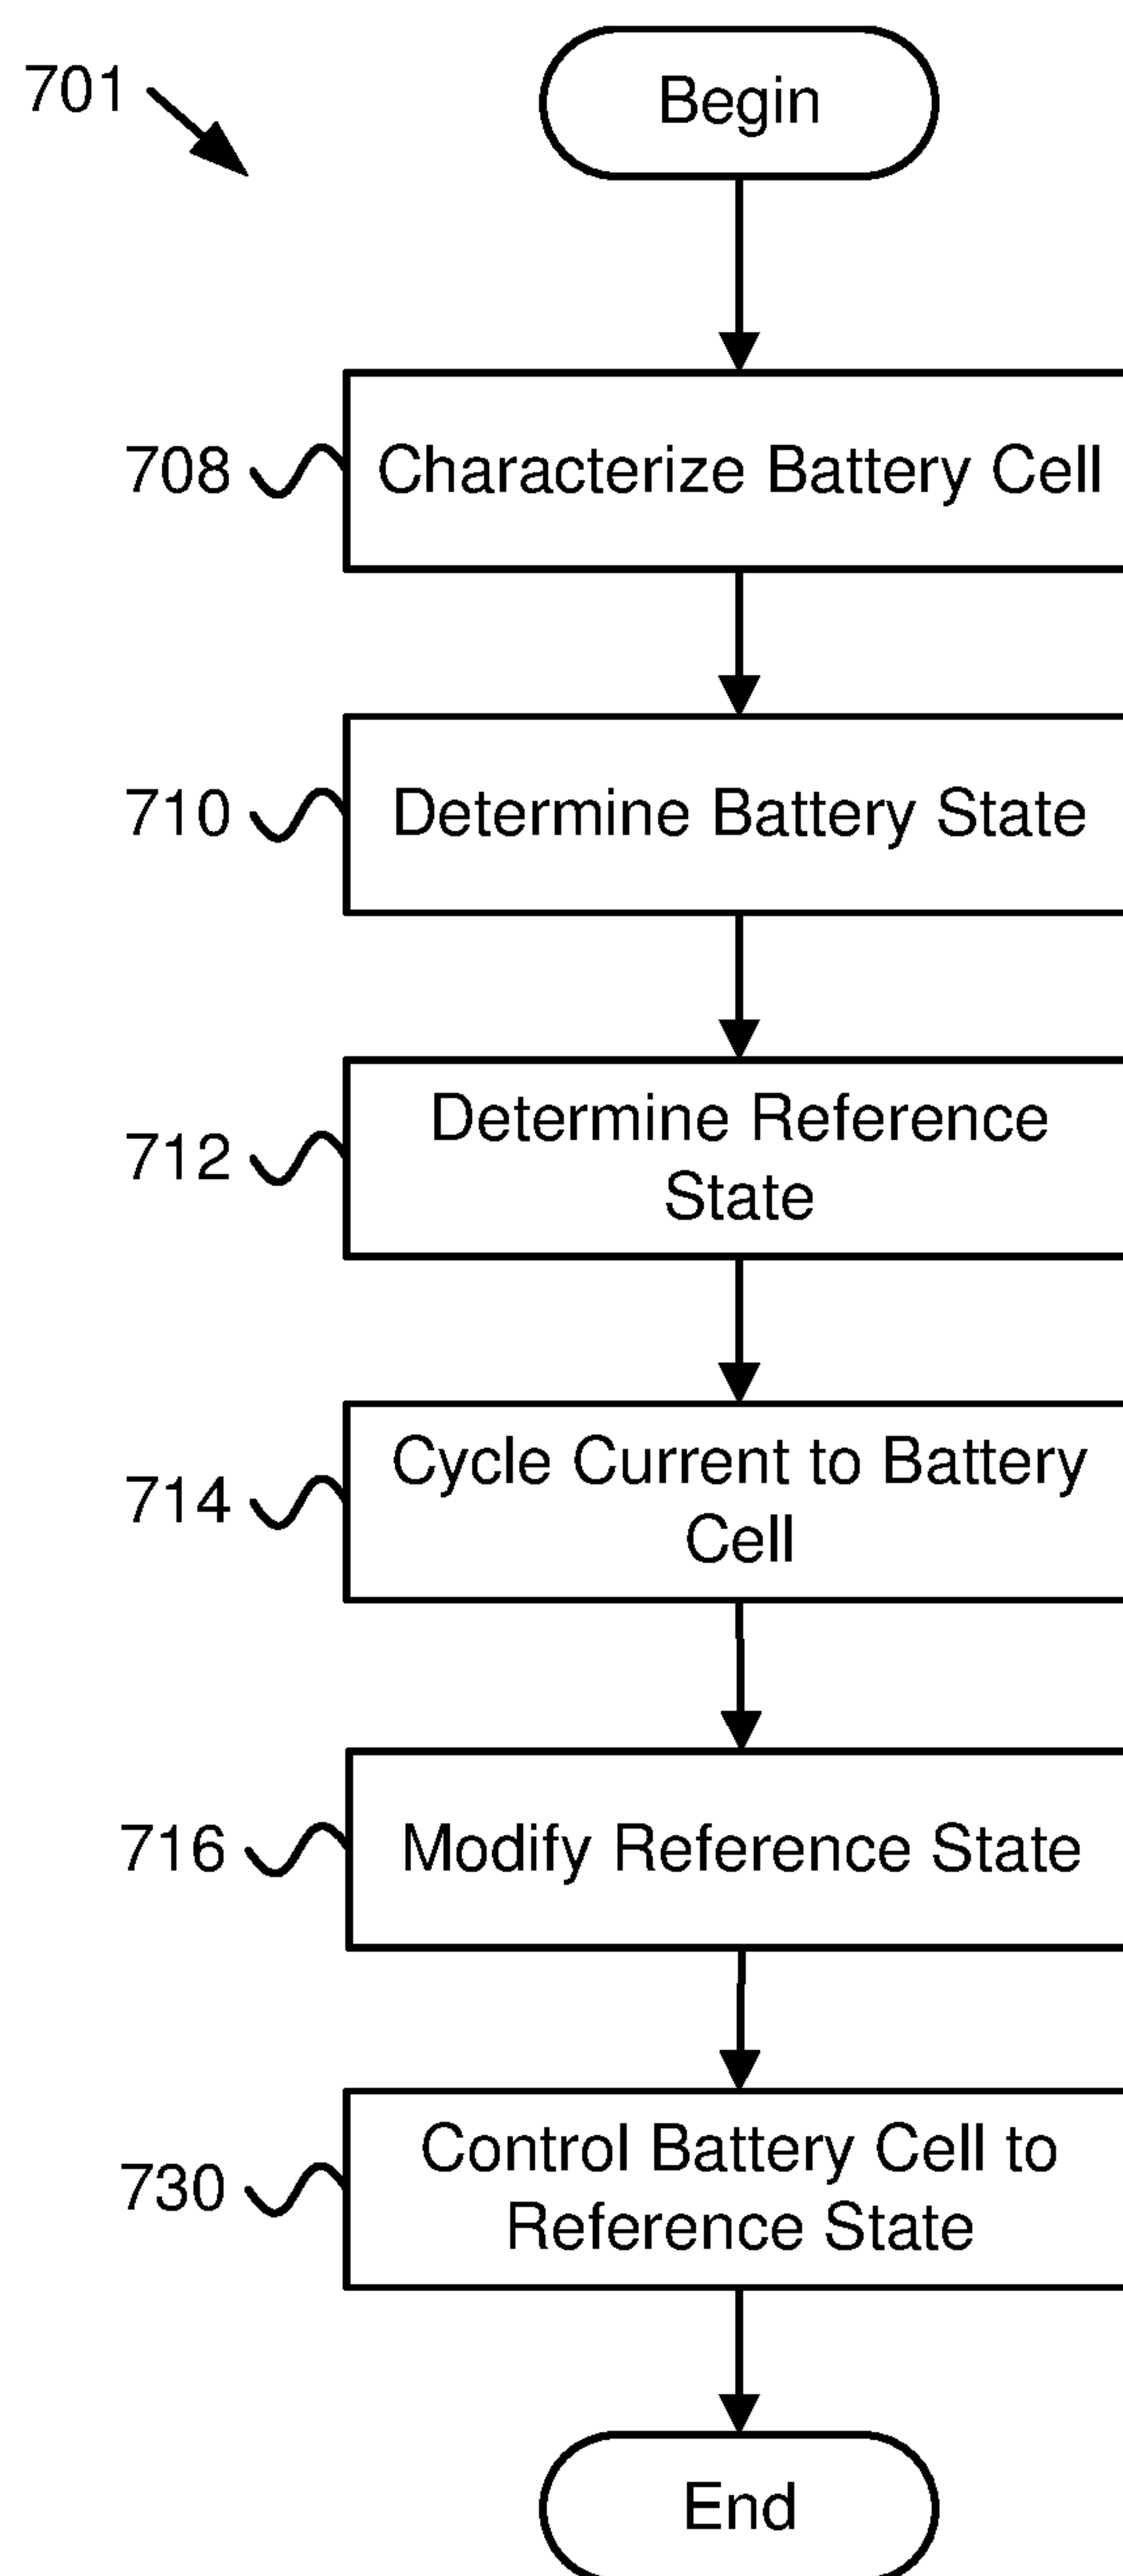 701
Begin
708
Characterize Battery Cell
710
Determine Battery State
712
Determine Reference
State
714
Cycle Current to Battery
Cell
716
Modify Reference State
730
Control Battery Cell to
Reference State
End